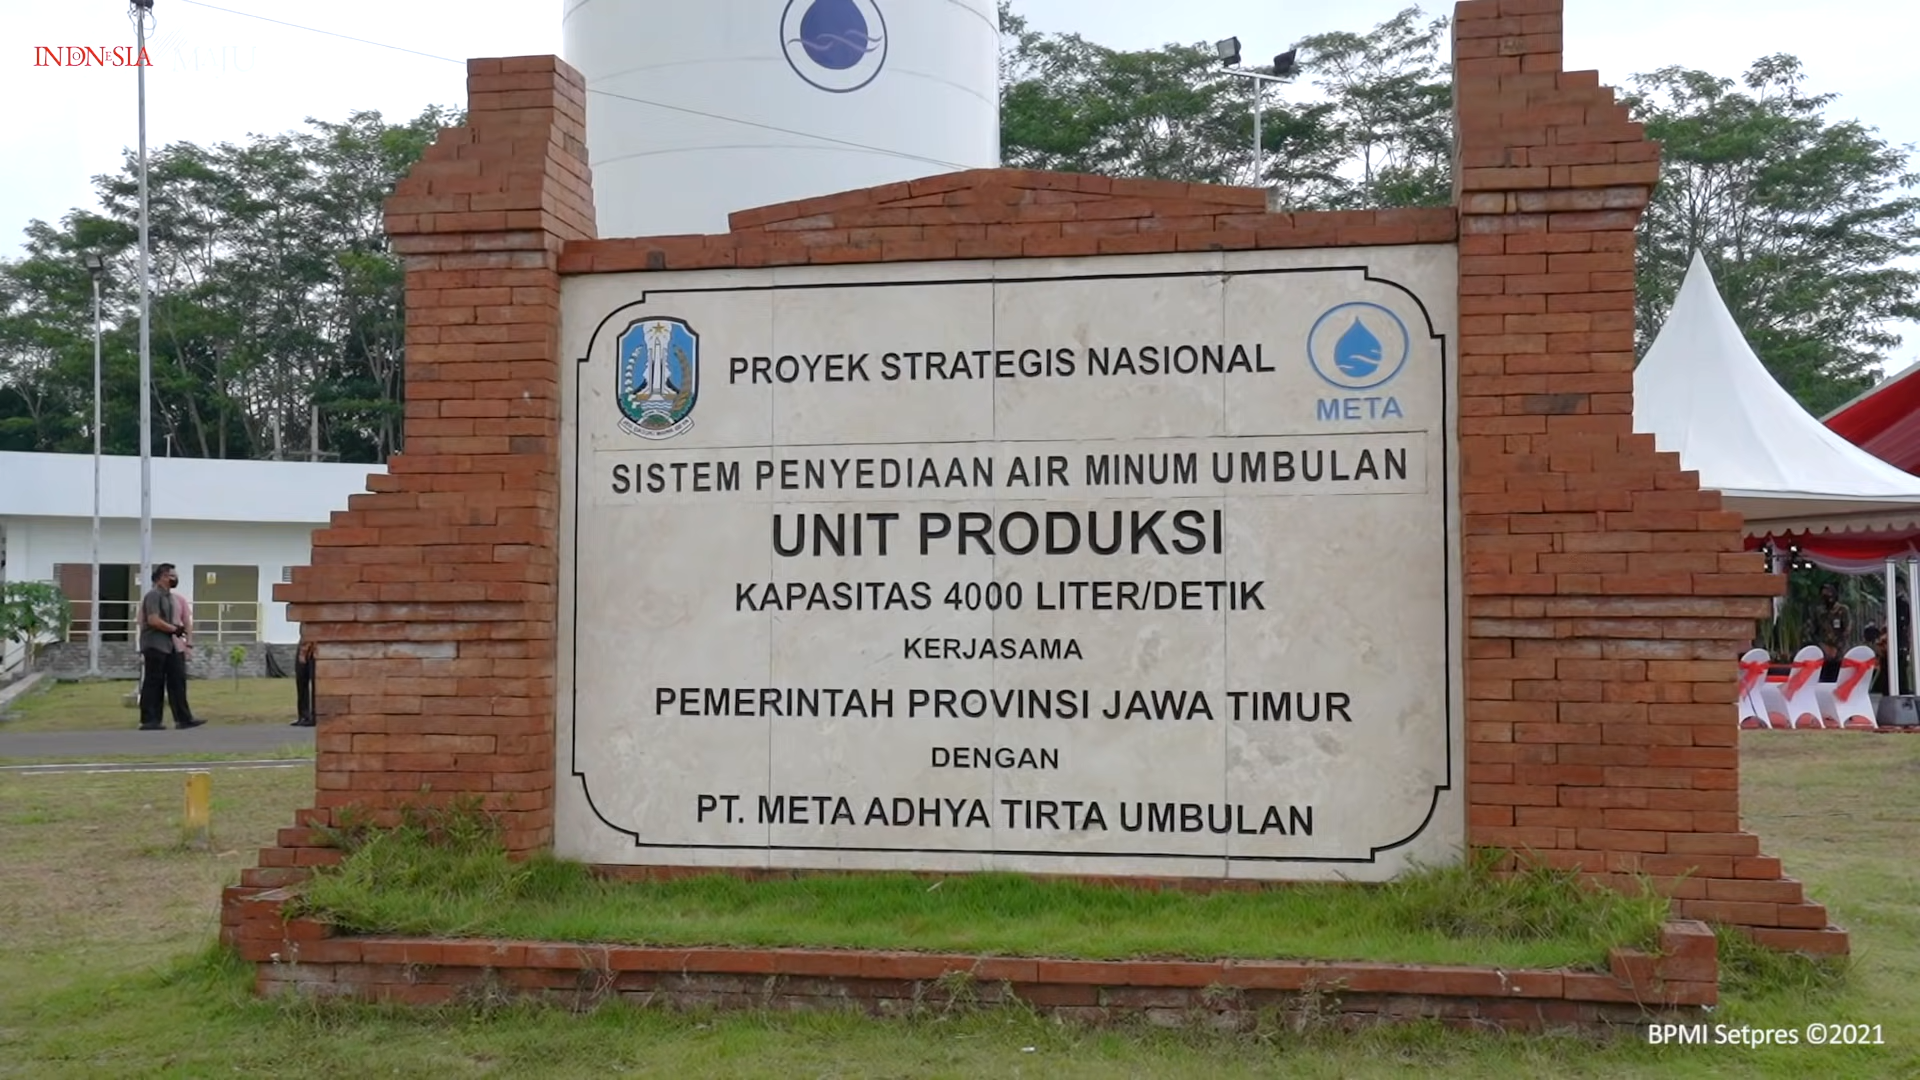 INDONESIA
PROYEK STRATEGIS NASIONAL
META
SISTEM PENYEDIAAN AIR MINUM UMBULAN
UNIT PRODUKSI
KAPASITAS 4000 LITER/DETIK
KERJASAMA
PEMERINTAH PROVINSI JAWA TIMUR
DENGAN
PT. META ADHYA TIRTA UMBULAN
BPMI Setpres ©2021